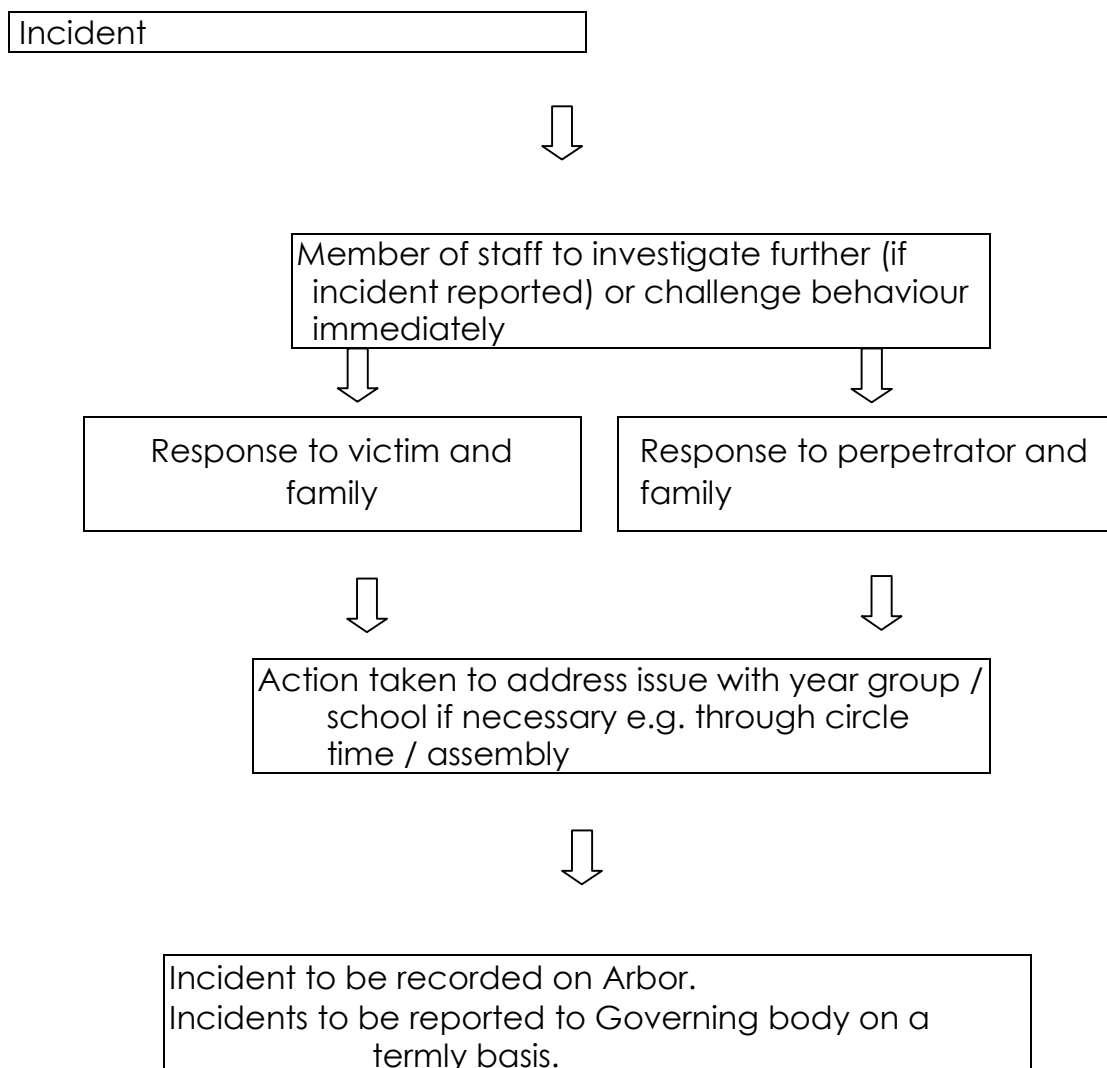 Incident
Member of staff to investigate further (if
incident reported) or challenge behaviour
immediately
Response to victim and
family
Response to perpetrator and
family
Action taken to address issue with year group /
school if necessary e.g. through circle
time / assembly
Incident to be recorded on Arbor.
Incidents to be reported to Governing body on a
termly basis.